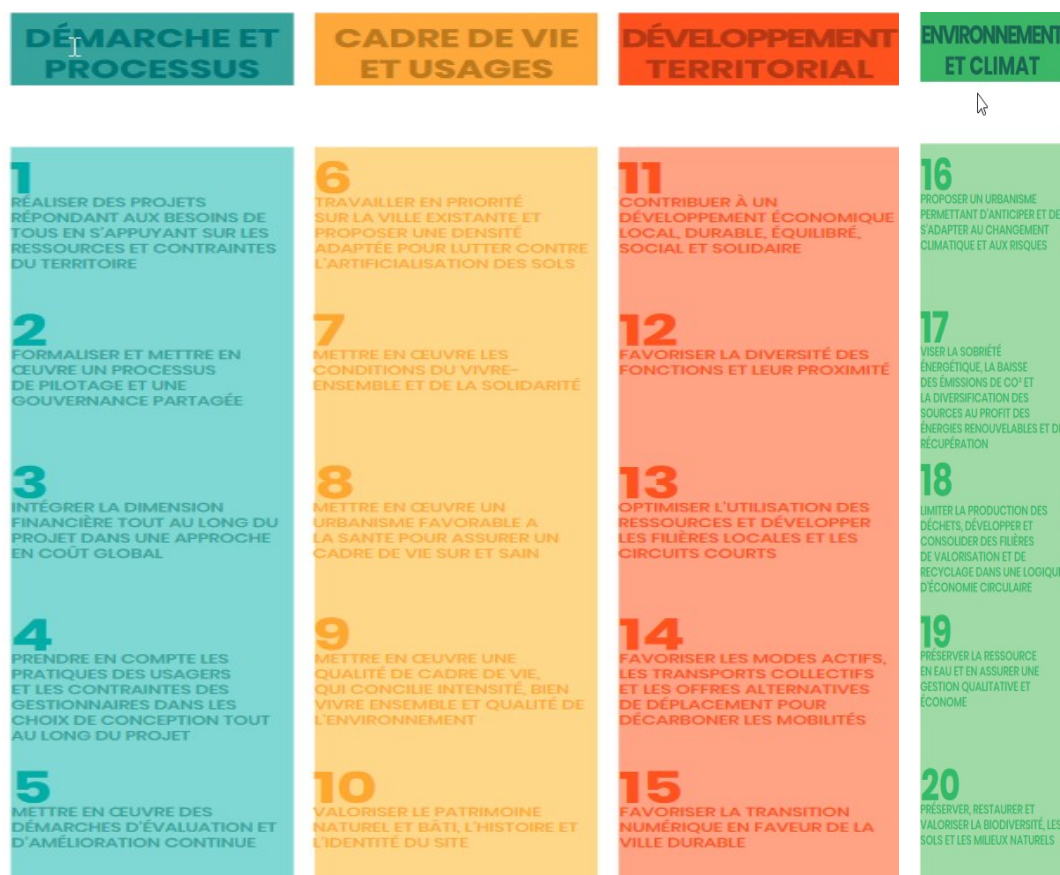 DÉMARCHE ET
PROCESSUS
1
RÉALISER DES PROJETS
RÉPONDANT AUX BESOINS DE
TOUS EN S'APPUYANT SUR LES
RESSOURCES ET CONTRAINTES
DU TERRITOIRE
2
FORMALISER ET METTRE EN
ŒUVRE UN PROCESSUS
DE PILOTAGE ET UNE
GOUVERNANCE PARTAGÉE
3
INTÉGRER LA DIMENSION
FINANCIÈRE TOUT AU LONG DU
PROJET DANS UNE APPROCHE
EN COÛT GLOBAL
4
PRENDRE EN COMPTE LES
PRATIQUES DES USAGERS
ET LES CONTRAINTES DES
GESTIONNAIRES DANS LES
CHOIX DE CONCEPTION TOUT
AU LONG DU PROJET
5
METTRE EN ŒUVRE DES
DÉMARCHES D'ÉVALUATION ET
D'AMÉLIORATION CONTINUE
CADRE DE VIE
ET USAGES
6
TRAVAILLER EN PRIORITÉ
SUR LA VILLE EXISTANTE ET
PROPOSER UNE DENSITÉ
ADAPTÉE POUR LUTTER CONTRE
L'ARTIFICIALISATION DES SOLS
7
METTRE EN ŒUVRE LES
CONDITIONS DU VIVRE-
ENSEMBLE ET DE LA SOLIDARITÉ
8
METTRE EN ŒUVRE UN
URBANISME FAVORABLE A
LA SANTE POUR ASSURER UN
CADRE DE VIE SUR ET SAIN
9
METTRE EN ŒUVRE UNE
QUALITÉ DE CADRE DE VIE,
QUI CONCILIE INTENSITÉ, BIEN
VIVRE ENSEMBLE ET QUALITÉ DE
L'ENVIRONNEMENT
10
VALORISER LE PATRIMOINE
NATUREL ET BÂTI, L'HISTOIRE ET
L'IDENTITÉ DU SITE
DÉVELOPPEMENT
TERRITORIAL
11
CONTRIBUER À UN
DÉVELOPPEMENT ÉCONOMIQUE
LOCAL, DURABLE, ÉQUILIBRÉ,
SOCIAL ET SOLIDAIRE
12
FAVORISER LA DIVERSITÉ DES
FONCTIONS ET LEUR PROXIMITÉ
13
OPTIMISER L'UTILISATION DES
RESSOURCES ET DÉVELOPPER
LES FILIÈRES LOCALES ET LES
CIRCUITS COURTS
14
FAVORISER LES MODES ACTIFS,
LES TRANSPORTS COLLECTIFS
ET LES OFFRES ALTERNATIVES
DE DÉPLACEMENT POUR
DÉCARBONER LES MOBILITÉS
15
FAVORISER LA TRANSITION
NUMÉRIQUE EN FAVEUR DE LA
VILLE DURABLE
ENVIRONNEMENT
ET CLIMAT
16
PROPOSER UN URBANISME
PERMETTANT D'ANTICIPER ET DE
S'ADAPTER AU CHANGEMENT
CLIMATIQUE ET AUX RISQUES
17
VISER LA SOBRIÉTÉ
ÉNERGÉTIQUE, LA BAISSE
DES ÉMISSIONS DE CO² ET
LA DIVERSIFICATION DES
SOURCES AU PROFIT DES
ÉNERGIES RENOUVELABLES ET DE
RÉCUPÉRATION
18
LIMITER LA PRODUCTION DES
DÉCHETS, DÉVELOPPER ET
CONSOLIDER DES FILIÈRES
DE VALORISATION ET DE
RECYCLAGE DANS UNE LOGIQUE
D'ÉCONOMIE CIRCULAIRE
19
PRÉSERVER LA RESSOURCE
EN EAU ET EN ASSURER UNE
GESTION QUALITATIVE ET
ÉCONOME
20
PRÉSERVER, RESTAURER ET
VALORISER LA BIODIVERSITÉ, LES
SOLS ET LES MILIEUX NATURELS